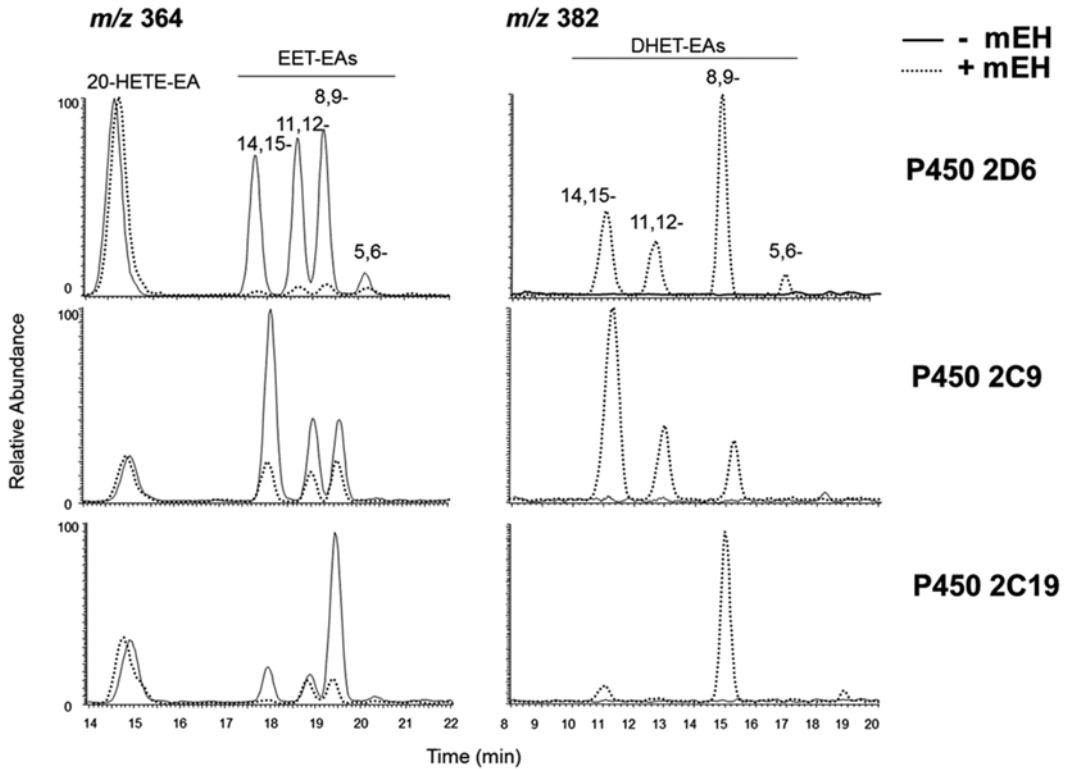 m/z 364
m/z 382
- mEH
+ mEH
20-HETE-EA
EET-EAs
14,15-
11,12-
8,9-
5,6-
DHET-EAs
14,15-
11,12-
8,9-
5,6-
P450 2D6
P450 2C9
P450 2C19
Relative Abundance
100
0
100
0
100
0
14 15 16 17 18 19 20 21 22
8 9 10 11 12 13 14 15 16 17 18 19 20
Time (min)